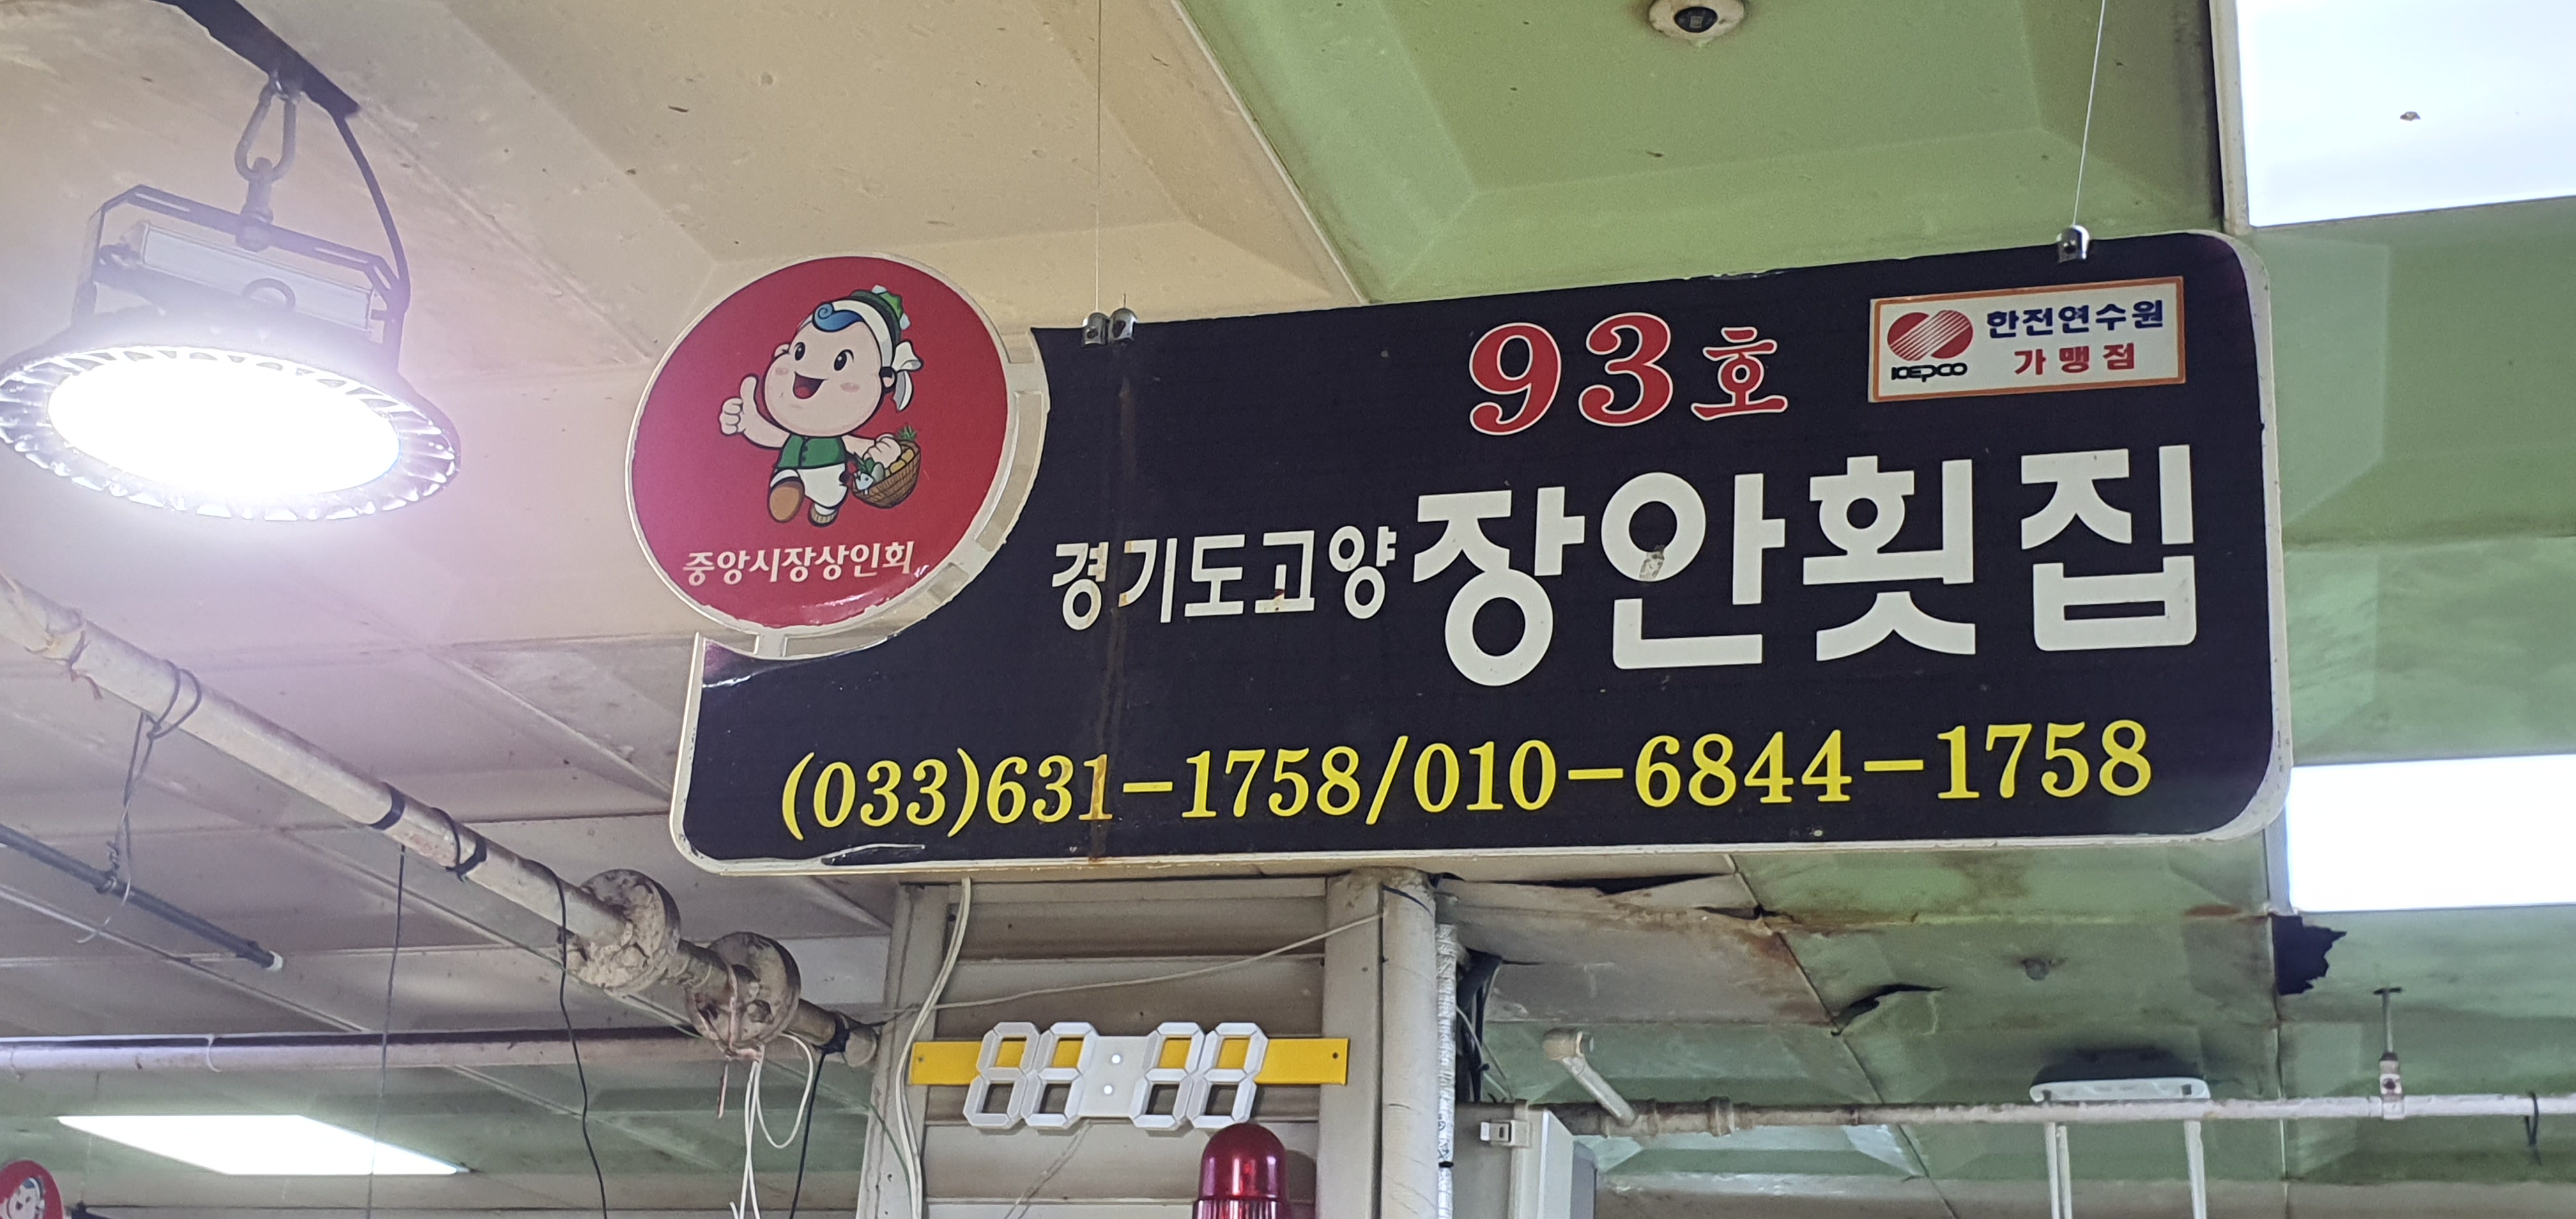 93호
KEPCO
한전연수원
가맹점
경기도고양 장안횟집
중앙시장상인회
(033)631-1758/010-6844-1758